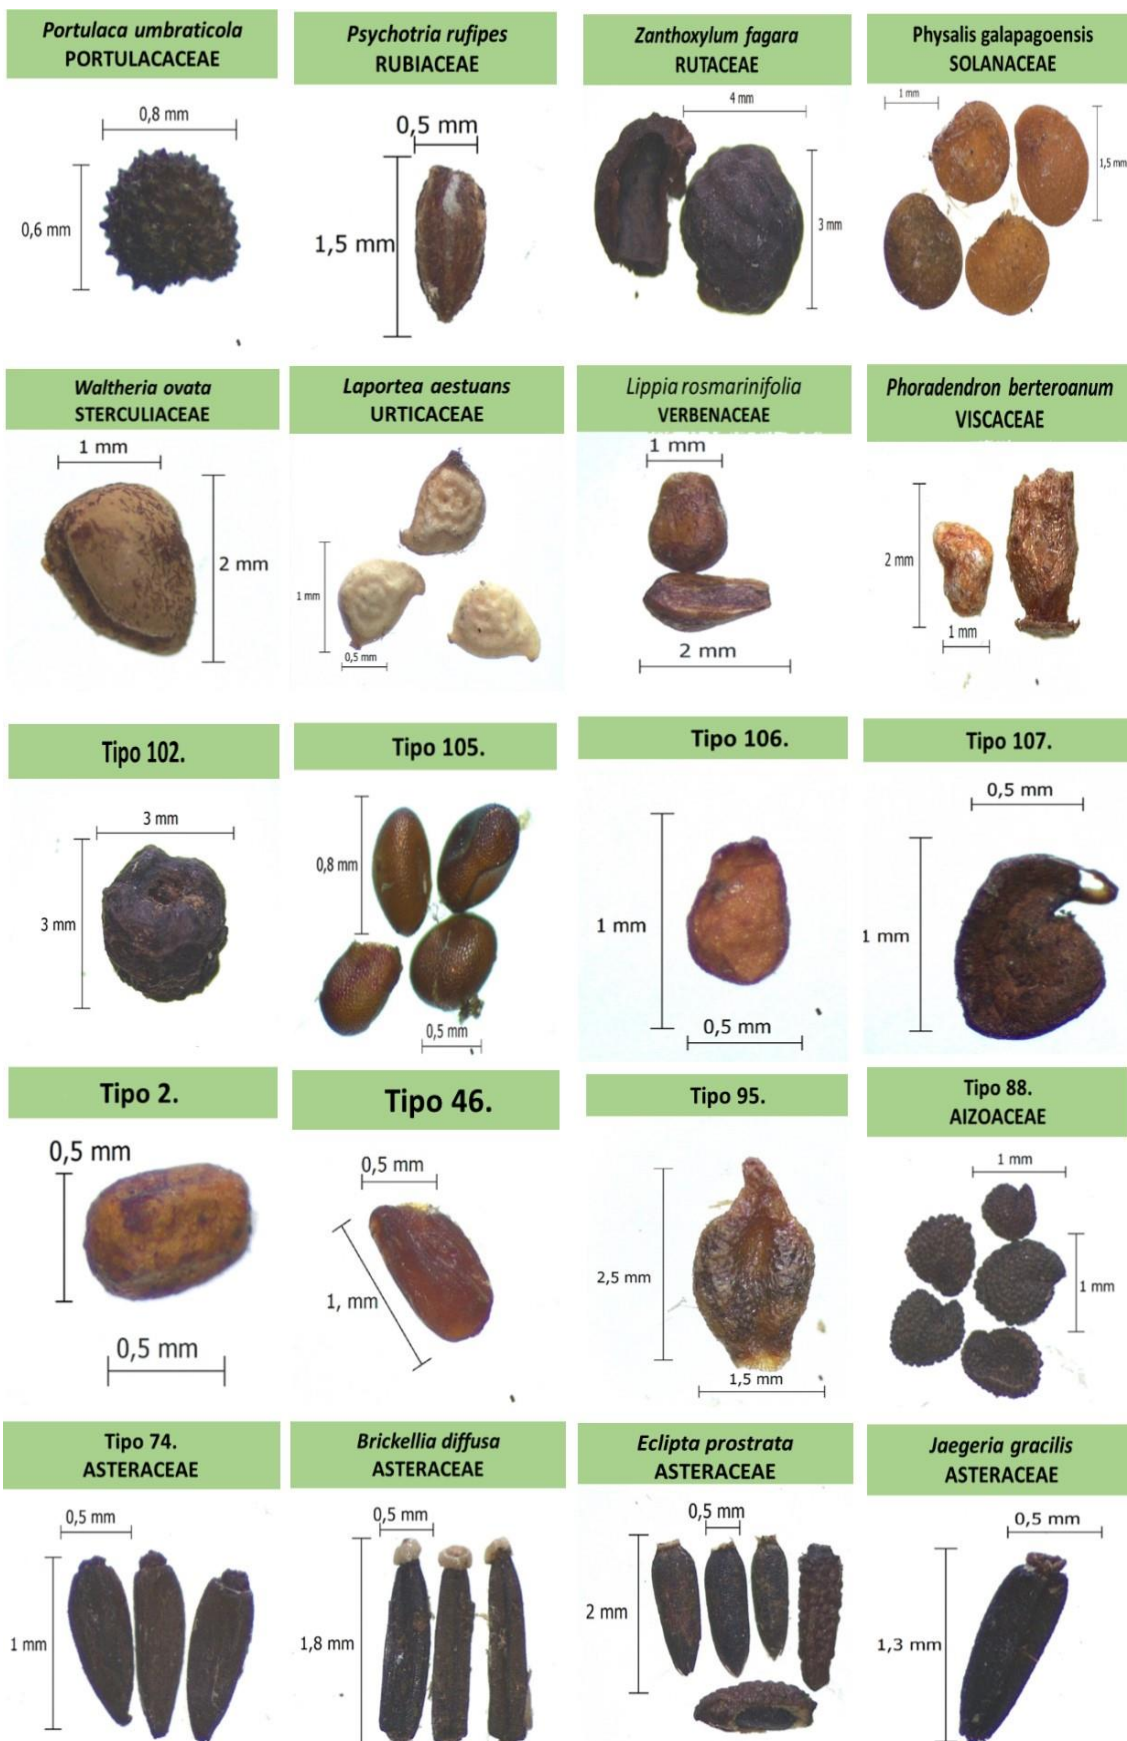 Portulaca umbraticola
PORTULACACEAE
0,8 mm
0,6 mm
Psychotria rufipes
RUBIACEAE
0,5 mm
1,5 mm
Zanthoxylum fagara
RUTACEAE
4 mm
3 mm
Physalis galapagoensis
SOLANACEAE
1 mm
1,5 mm
Waltheria ovata
STERCULIACEAE
1 mm
2 mm
Laportea aestuans
URTICACEAE
1 mm
0,5 mm
Lippia rosmarinifolia
VERBENACEAE
1 mm
2 mm
Phoradendron berteroanum
VISCACEAE
2 mm
1 mm
Tipo 102.
3 mm
3 mm
Tipo 105.
0,8 mm
0,5 mm
Tipo 106.
1 mm
0,5 mm
Tipo 107.
0,5 mm
1 mm
Tipo 2.
0,5 mm
0,5 mm
Tipo 46.
0,5 mm
1, mm
Tipo 95.
2,5 mm
1,5 mm
Tipo 88.
AIZOACEAE
1 mm
1 mm
Tipo 74.
ASTERACEAE
0,5 mm
1 mm
Brickellia diffusa
ASTERACEAE
0,5 mm
1,8 mm
Eclipta prostrata
ASTERACEAE
0,5 mm
2 mm
Jaegeria gracilis
ASTERACEAE
0,5 mm
1,3 mm